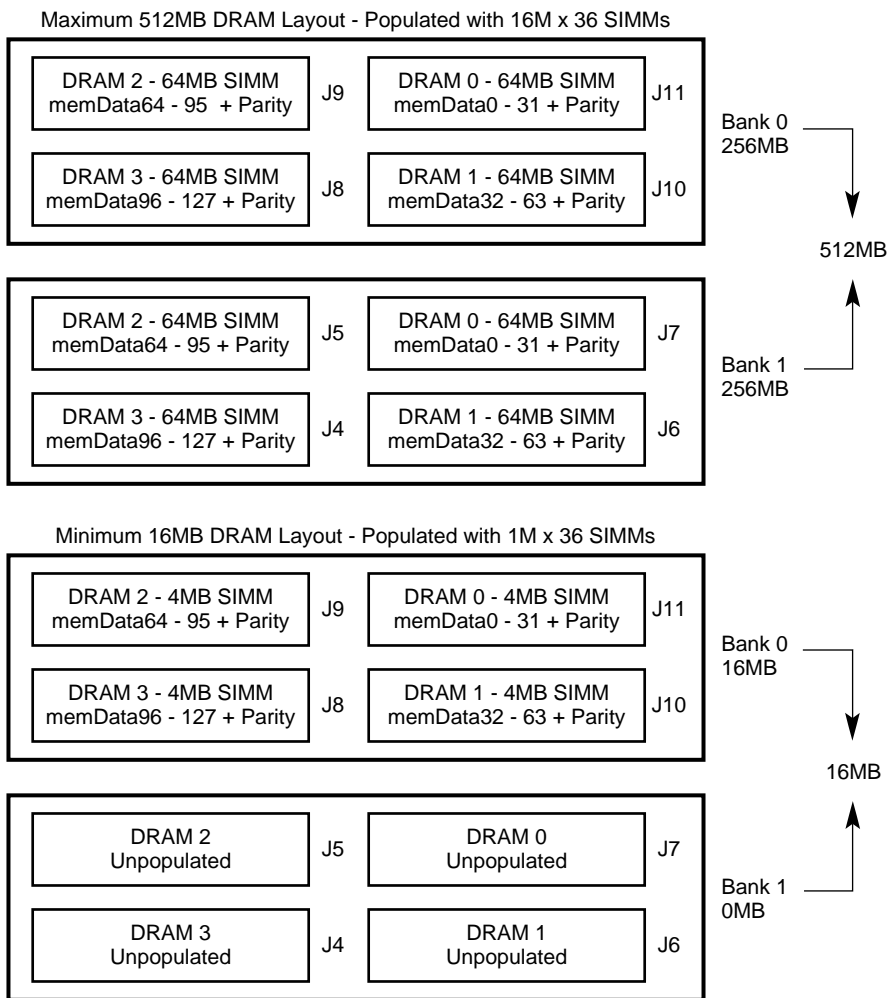 Maximum 512MB DRAM Layout - Populated with 16M x 36 SIMMs
DRAM 2 - 64MB SIMM
memData64 - 95 + Parity
J9
DRAM 0 - 64MB SIMM
memData0 - 31 + Parity
J11
DRAM 3 - 64MB SIMM
memData96 - 127 + Parity
J8
DRAM 1 - 64MB SIMM
memData32 - 63 + Parity
J10
Bank 0
256MB
512MB
DRAM 2 - 64MB SIMM
memData64 - 95 + Parity
J5
DRAM 0 - 64MB SIMM
memData0 - 31 + Parity
J7
DRAM 3 - 64MB SIMM
memData96 - 127 + Parity
J4
DRAM 1 - 64MB SIMM
memData32 - 63 + Parity
J6
Bank 1
256MB
Minimum 16MB DRAM Layout - Populated with 1M x 36 SIMMs
DRAM 2 - 4MB SIMM
memData64 - 95 + Parity
J9
DRAM 0 - 4MB SIMM
memData0 - 31 + Parity
J11
DRAM 3 - 4MB SIMM
memData96 - 127 + Parity
J8
DRAM 1 - 4MB SIMM
memData32 - 63 + Parity
J10
Bank 0
16MB
16MB
DRAM 2
Unpopulated
J5
DRAM 0
Unpopulated
J7
DRAM 3
Unpopulated
J4
DRAM 1
Unpopulated
J6
Bank 1
0MB